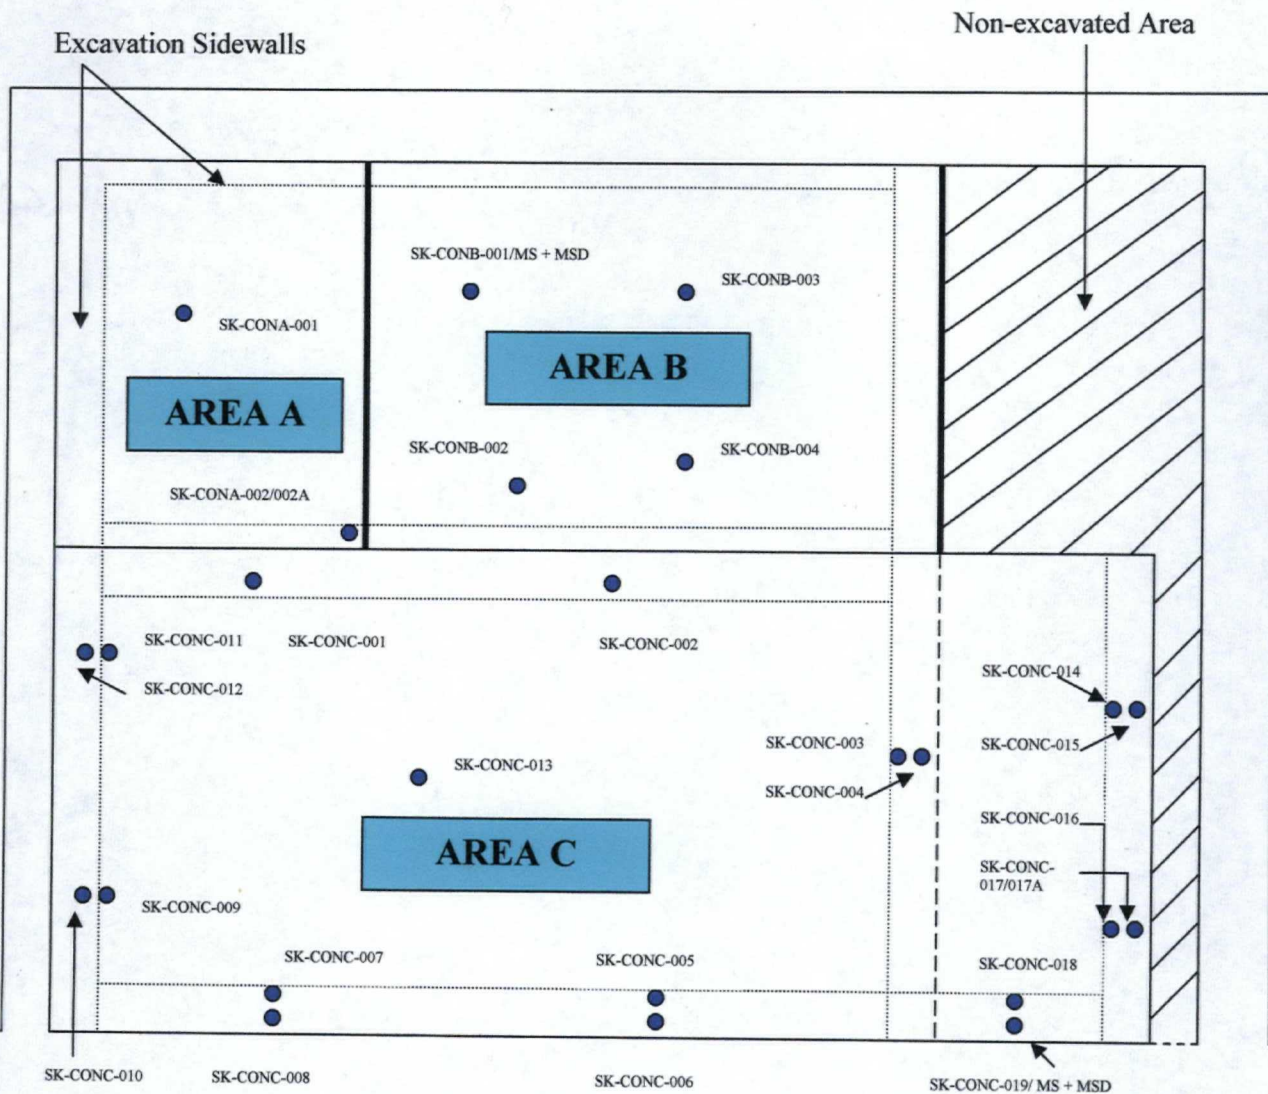 Non-excavated Area
Excavation Sidewalls
SK-CONB-001/MS + MSD
SK-CONB-003
SK-CONA-001
AREA B
AREA A
SK-CONB-002
SK-CONB-004
SK-CONA-002/002A
SK-CONC-011
SK-CONC-001
SK-CONC-002
SK-CONC-012
SK-CONC-014
SK-CONC-003
SK-CONC-015
SK-CONC-013
SK-CONC-004
SK-CONC-016
AREA C
SK-CONC-
017/017A
SK-CONC-009
SK-CONC-007
SK-CONC-005
SK-CONC-018
SK-CONC-010
SK-CONC-008
SK-CONC-006
SK-CONC-019/ MS + MSD